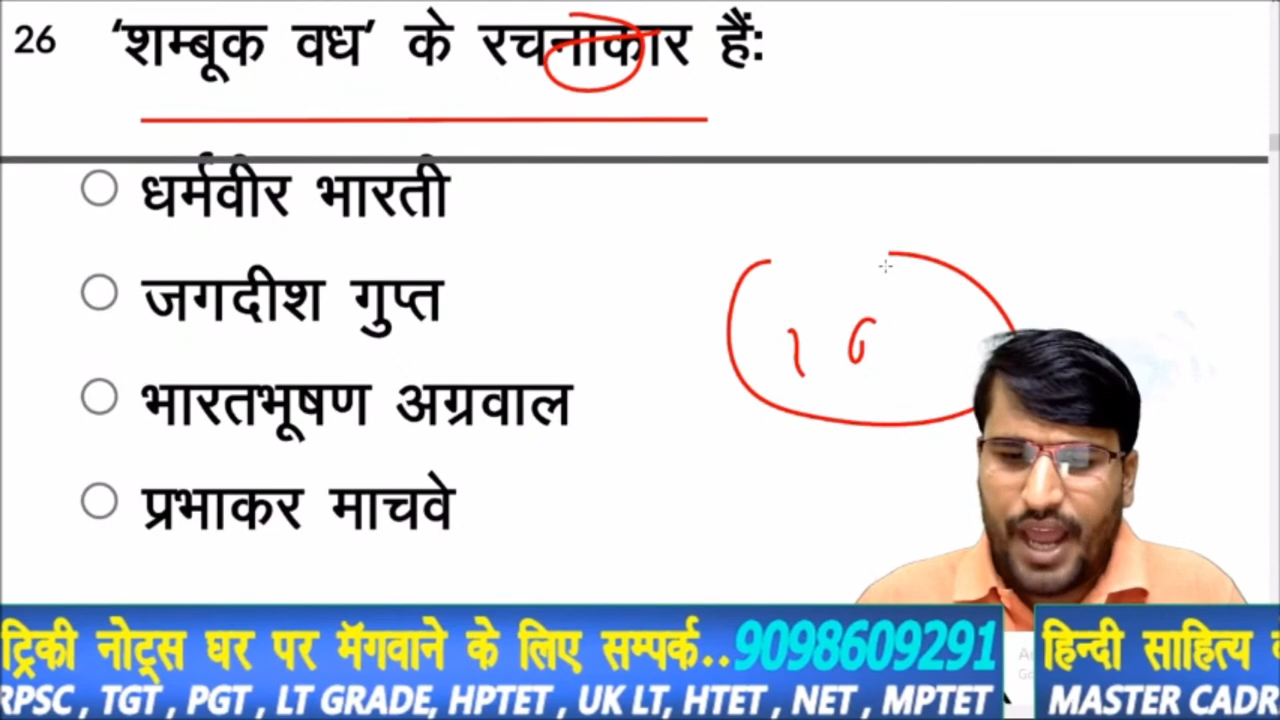 26 ‘शम्बूक वध’ के रचनाकार हैं:
धर्मवीर भारती
जगदीश गुप्त
भारतभूषण अग्रवाल
प्रभाकर माचवे
16
ट्रिकी नोट्स घर पर मॅगवाने के लिए सम्पर्क..9098609291
हिन्दी साहित्य
RPSC , TGT , PGT , LT GRADE, HPTET , UK LT, HTET , NET , MPTET
MASTER CADR